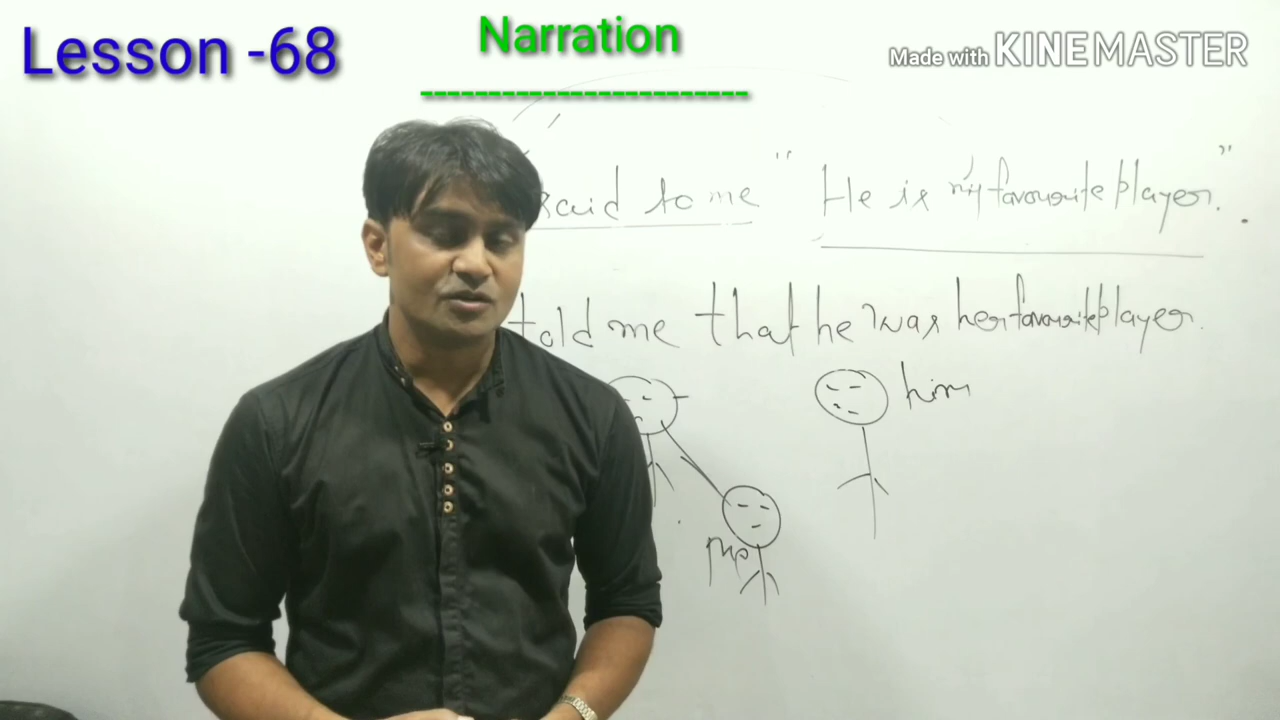 Lesson -68
Narration
Made with KINEMASTER
said to me " He is my favourite player. " .
told me that he was her favourite player.
him
me